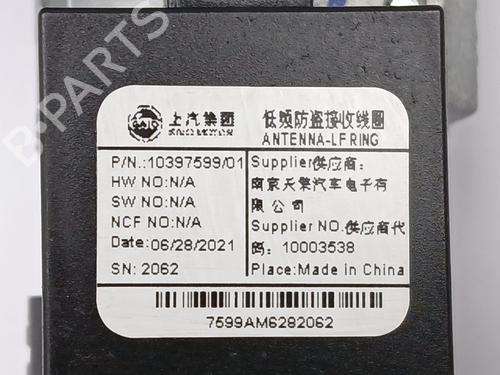 B-PARTS
上汽集团 低频防盗接收线圈
SAIC MOTOR ANTENNA-LF RING
P/N.:10397599/01 Supplier供应商:
HW NO:N/A 南京天擎汽车电子有
SW NO:N/A 限公司
NCF NO:N/A Supplier NO.供应商代
Date:06/28/2021 码: 10003538
SN: 2062 Place:Made in China
7599AM6282062